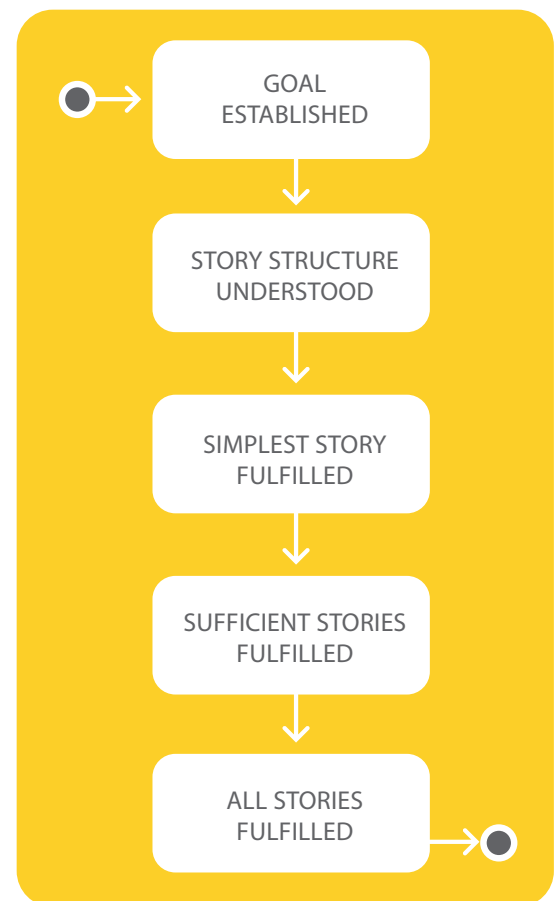 GOAL
ESTABLISHED
STORY STRUCTURE
UNDERSTOOD
SIMPLEST STORY
FULFILLED
SUFFICIENT STORIES
FULFILLED
ALL STORIES
FULFILLED